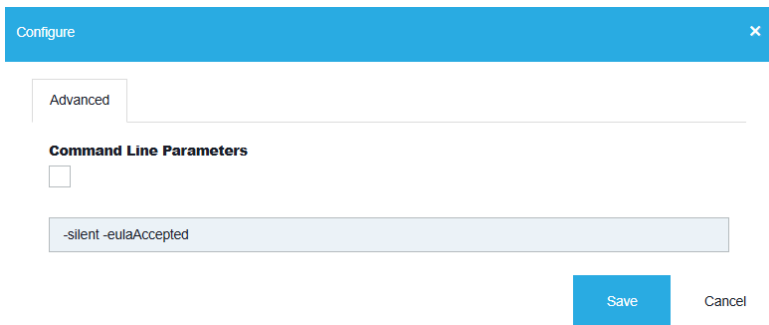 Configure
×
Advanced
Command Line Parameters
-silent -eulaAccepted
Save Cancel